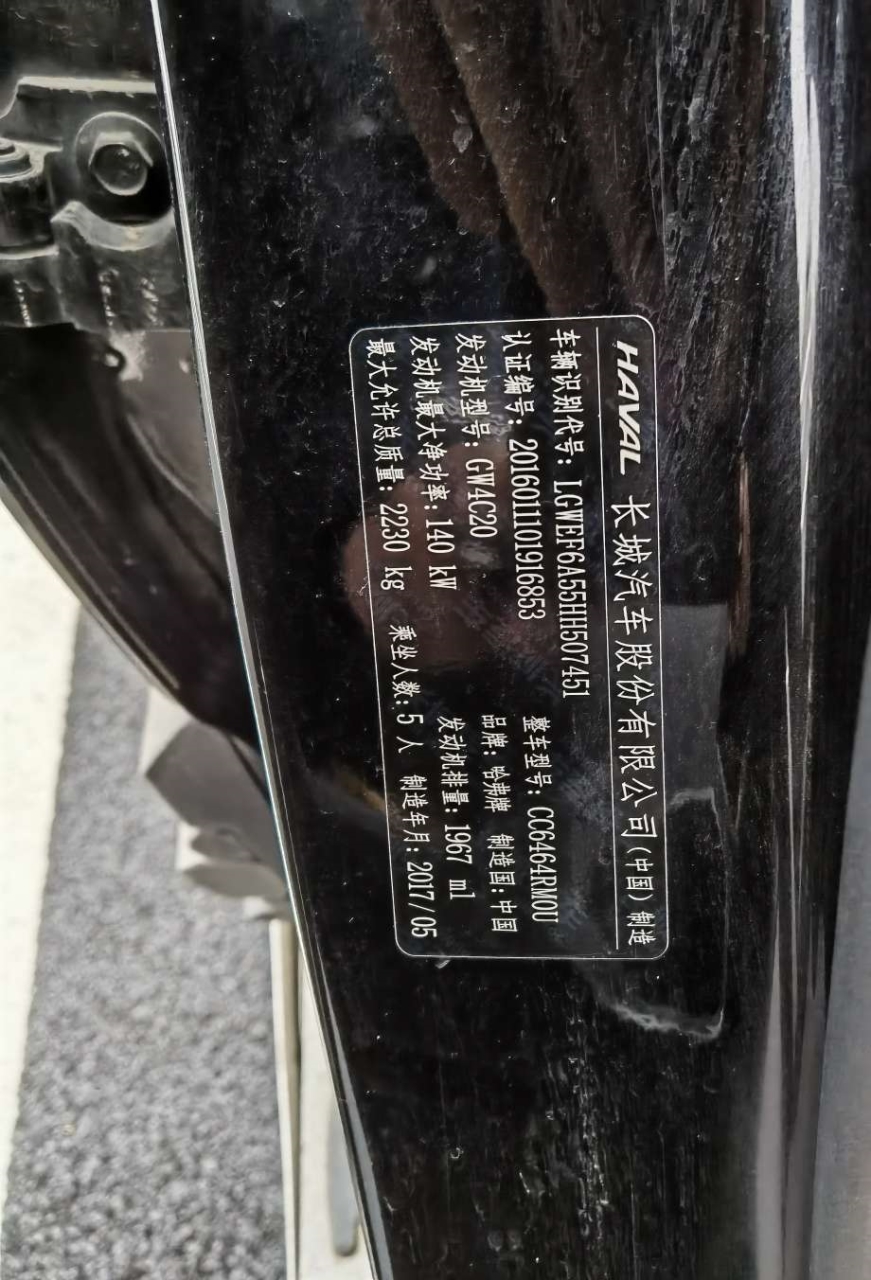 HAVAL 长城汽车股份有限公司(中国)制造
车辆识别代号: LGWEF6A55HH507451
认证编号: 2016011101916853 整车型号: CC6464RM0U
发动机型号: GW4C20 品牌: 哈弗牌 制造国: 中国
发动机最大净功率: 140 kW 发动机排量: 1967 ml
最大允许总质量: 2230 kg 乘坐人数: 5 人 制造年月: 2017/05